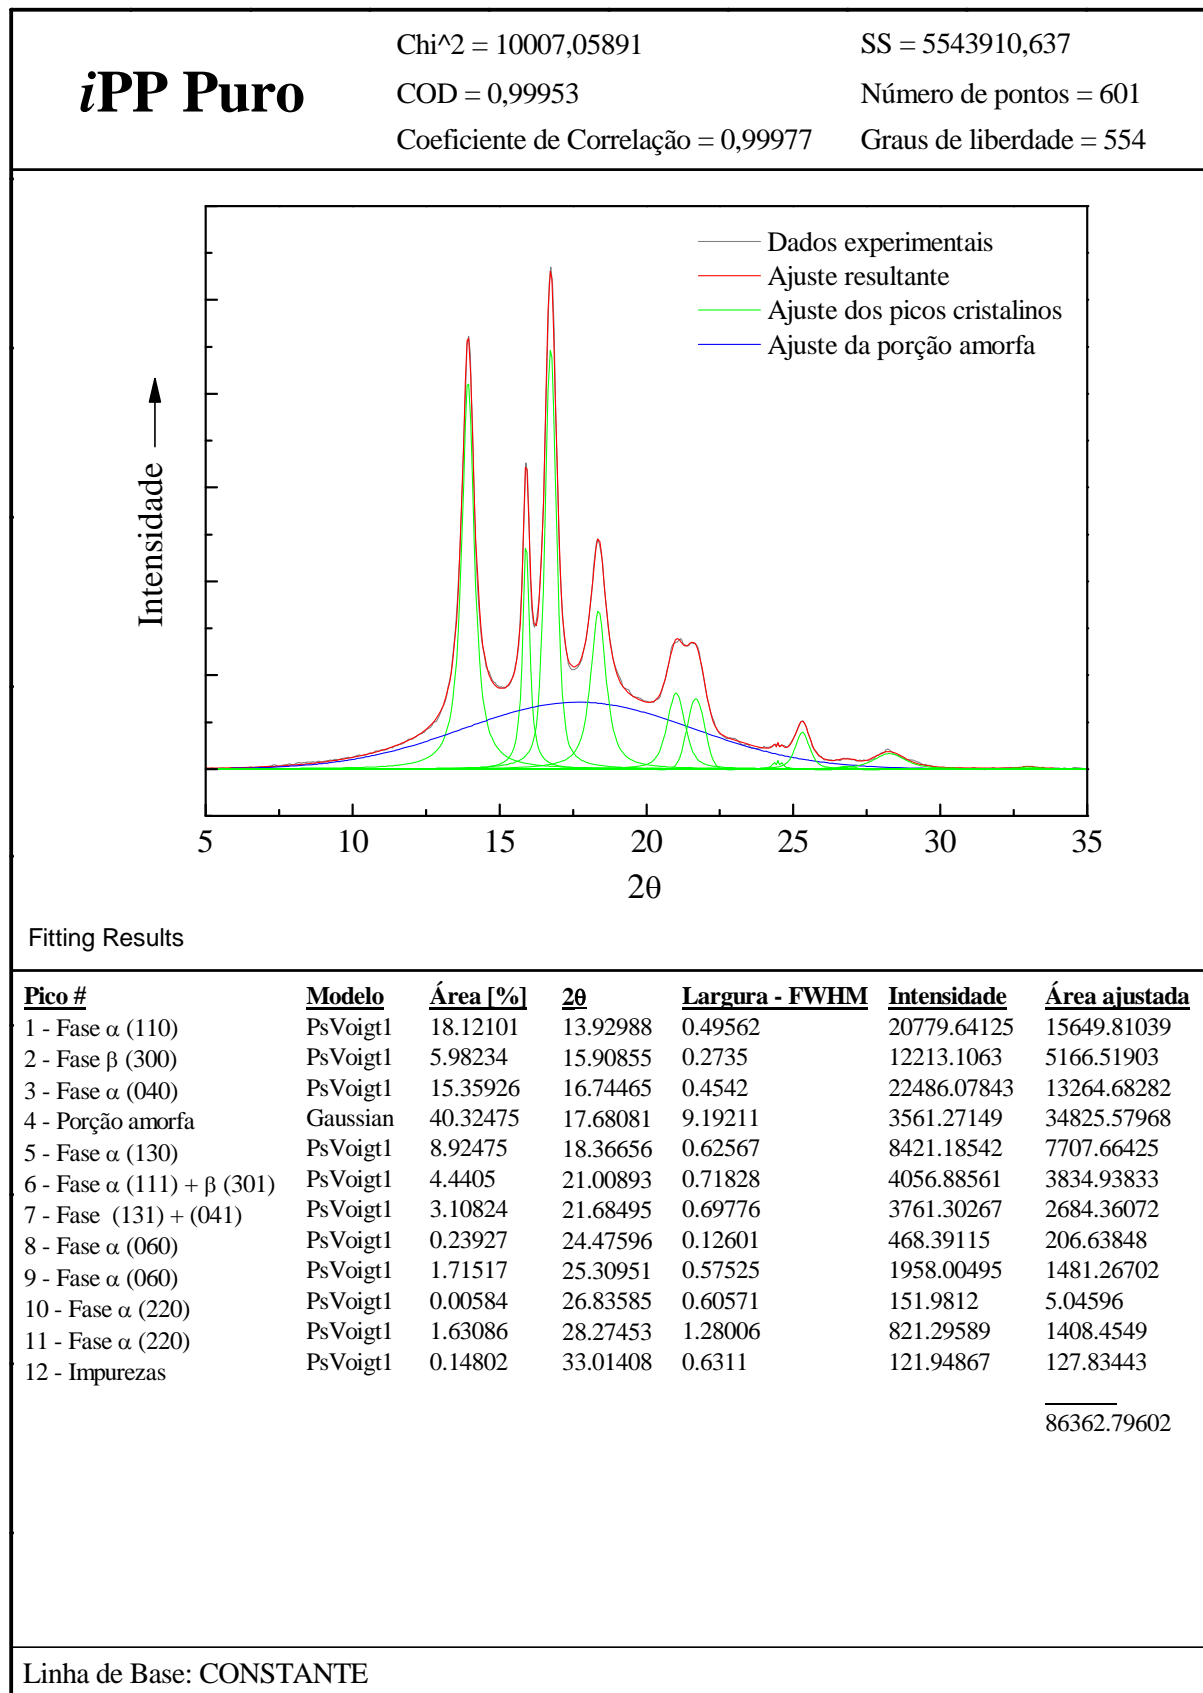 iPP Puro
Chi^2 = 10007,05891
COD = 0,99953
Coeficiente de Correlação = 0,99977
SS = 5543910,637
Número de pontos = 601
Graus de liberdade = 554
Dados experimentais
Ajuste resultante
Ajuste dos picos cristalinos
Ajuste da porção amorfa
Intensidade
5 10 15 20 25 30 35
2θ
Fitting Results
Pico # Modelo Área [%] 2θ Largura - FWHM Intensidade Área ajustada
1 - Fase α (110) PsVoigt1 18.12101 13.92988 0.49562 20779.64125 15649.81039
2 - Fase β (300) PsVoigt1 5.98234 15.90855 0.2735 12213.1063 5166.51903
3 - Fase α (040) PsVoigt1 15.35926 16.74465 0.4542 22486.07843 13264.68282
4 - Porção amorfa Gaussian 40.32475 17.68081 9.19211 3561.27149 34825.57968
5 - Fase α (130) PsVoigt1 8.92475 18.36656 0.62567 8421.18542 7707.66425
6 - Fase α (111) + β (301) PsVoigt1 4.4405 21.00893 0.71828 4056.88561 3834.93833
7 - Fase (131) + (041) PsVoigt1 3.10824 21.68495 0.69776 3761.30267 2684.36072
8 - Fase α (060) PsVoigt1 0.23927 24.47596 0.12601 468.39115 206.63848
9 - Fase α (060) PsVoigt1 1.71517 25.30951 0.57525 1958.00495 1481.26702
10 - Fase α (220) PsVoigt1 0.00584 26.83585 0.60571 151.9812 5.04596
11 - Fase α (220) PsVoigt1 1.63086 28.27453 1.28006 821.29589 1408.4549
12 - Impurezas PsVoigt1 0.14802 33.01408 0.6311 121.94867 127.83443
86362.79602
Linha de Base: CONSTANTE